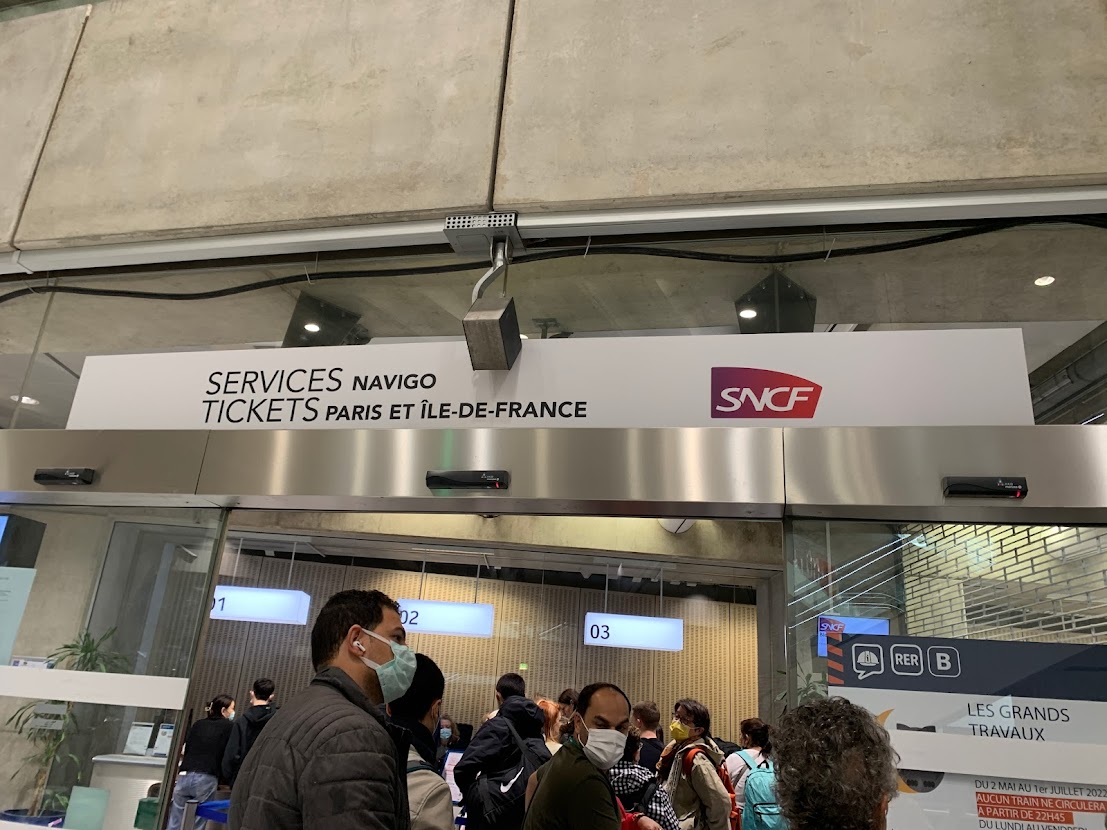 SERVICES NAVIGO
TICKETS PARIS ET ÎLE-DE-FRANCE
SNCF
01
02
03
SNCF
RER B
LES GRANDS
TRAVAUX
DU 2 MAI AU 1er JUILLET 2022
AUCUN TRAIN NE CIRCULERA
A PARTIR DE 22H45
DU LUNDI AU VENDREDI